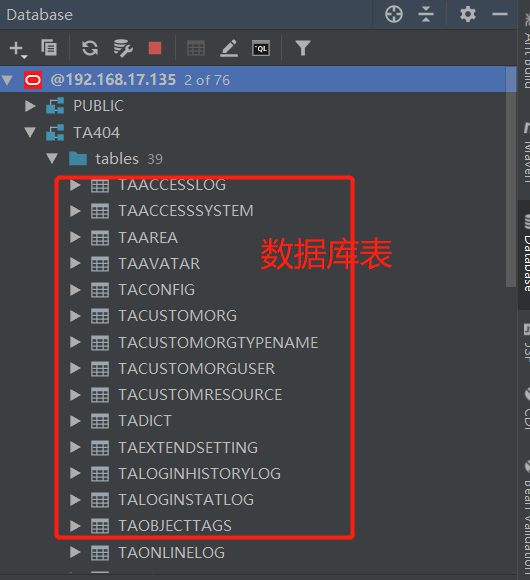 Database
QL
@192.168.17.135 2 of 76
PUBLIC
TA404
tables 39
TAACCESSLOG
TAACCESSSYSTEM
TAAREA
数据库表
TAAVATAR
TACONFIG
TACUSTOMORG
TACUSTOMORGTYPENAME
TACUSTOMORGUSER
TACUSTOMRESOURCE
TADICT
TAEXTENDSETTING
TALOGINHISTORYLOG
TALOGINSTATLOG
TAOBJECTTAGS
TAONLINELOG
Ant Build
Maven
Database
JSF
CDI
Bean Validation